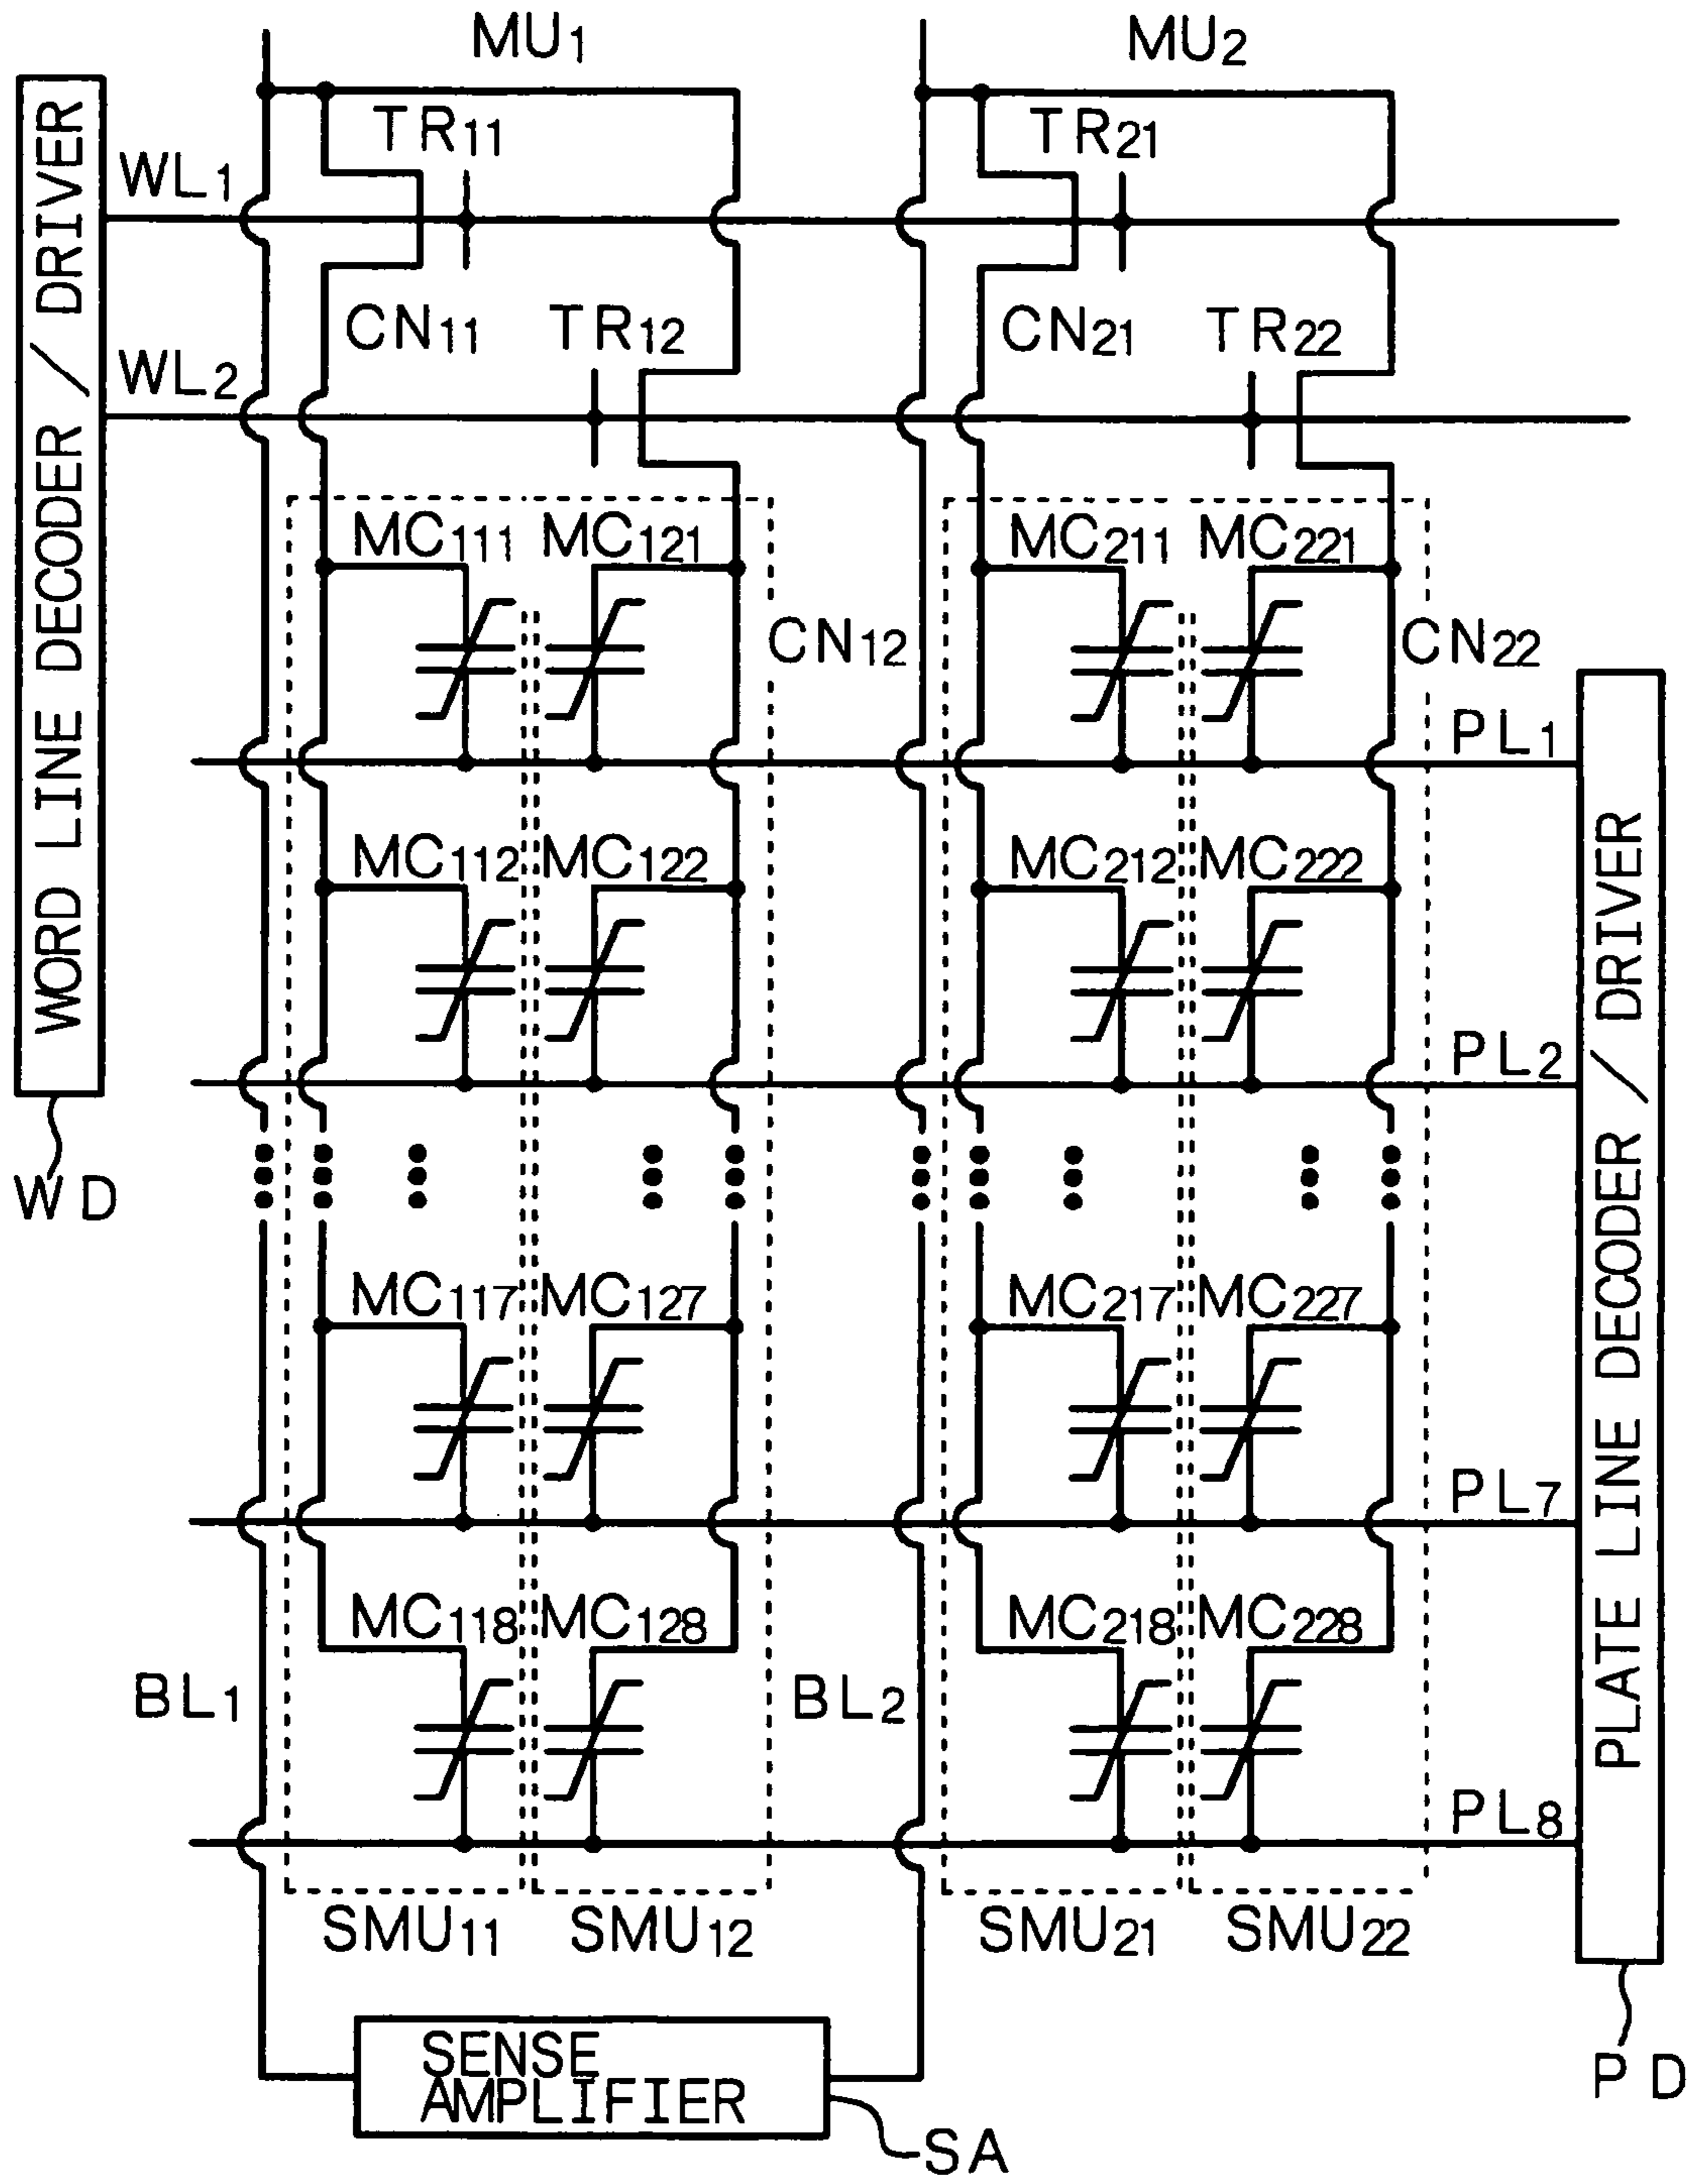 MU1 MU2
TR11 TR21
WL1
CN11 TR12 CN21 TR22
WL2
WORD LINE DECODER / DRIVER
MC111 MC121 MC211 MC221
CN12 CN22
PL1
MC112 MC122 MC212 MC222
PL2
WD
MC117 MC127 MC217 MC227
PL7
PLATE LINE DECODER / DRIVER
MC118 MC128 MC218 MC228
BL1 BL2
PL8
SMU11 SMU12 SMU21 SMU22
SENSE
AMPLIFIER
PD
SA